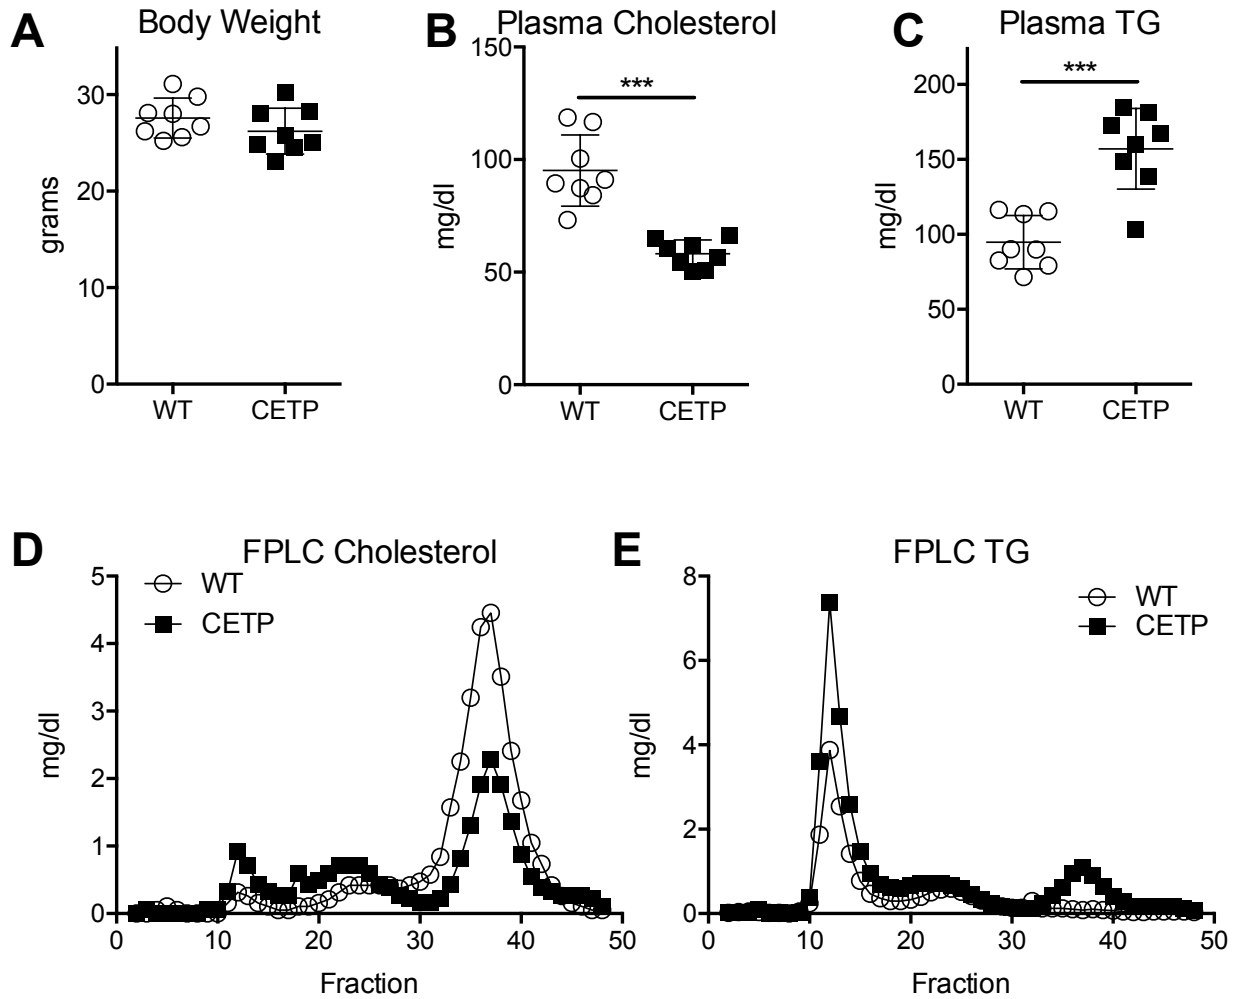 A
Body Weight
grams
30
20
10
0
WT
CETP
B
Plasma Cholesterol
mg/dl
150
100
50
0
***
WT
CETP
C
Plasma TG
mg/dl
200
150
100
50
0
***
WT
CETP
D
FPLC Cholesterol
WT
CETP
mg/dl
5
4
3
2
1
0
0 10 20 30 40 50
Fraction
E
FPLC TG
WT
CETP
mg/dl
8
6
4
2
0
0 10 20 30 40 50
Fraction